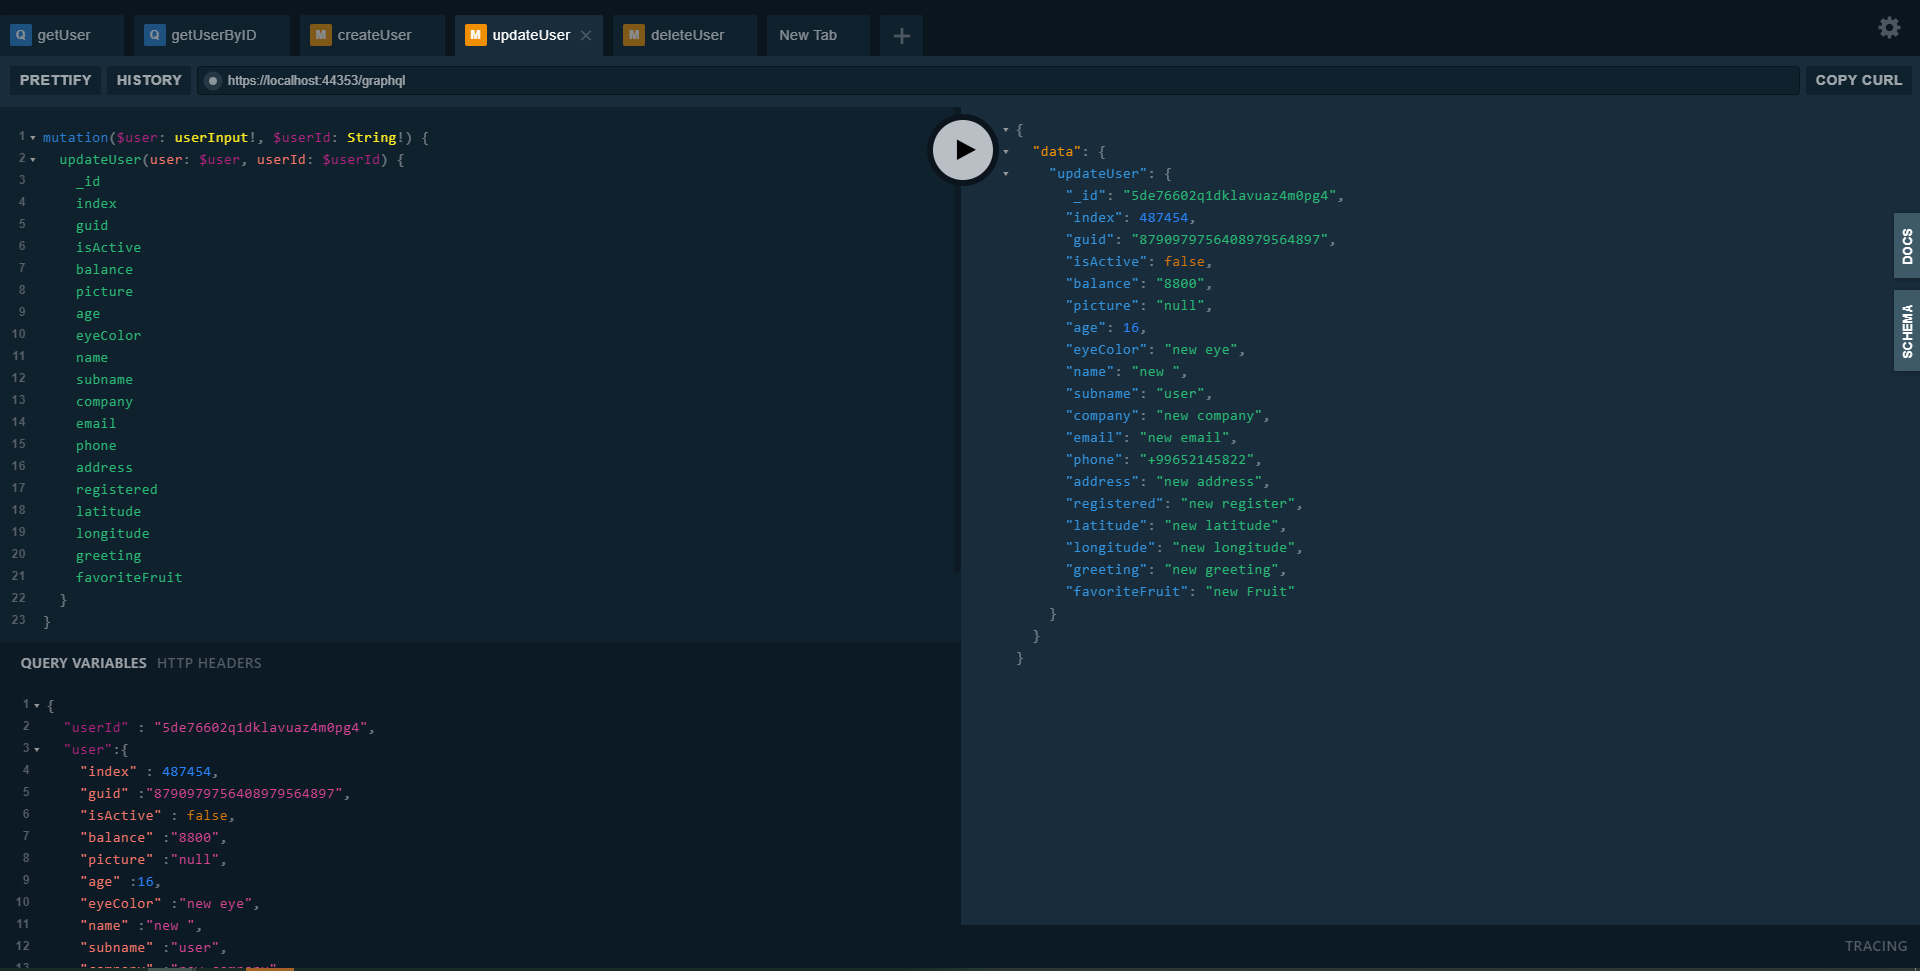 Q getUser
Q getUserByID
M createUser
M updateUser
M deleteUser
New Tab
PRETTIFY
HISTORY
https://localhost:44353/graphql
COPY CURL
1 mutation($user: userInput!, $userId: String!) {
2 updateUser(user: $user, userId: $userId) {
3 _id
4 index
5 guid
6 isActive
7 balance
8 picture
9 age
10 eyeColor
11 name
12 subname
13 company
14 email
15 phone
16 address
17 registered
18 latitude
19 longitude
20 greeting
21 favoriteFruit
22 }
23 }
QUERY VARIABLES HTTP HEADERS
1 {
2 "userId" : "5de76602q1dklavuaz4m0pg4",
3 "user":{
4 "index" : 487454,
5 "guid" :"8790979756408979564897",
6 "isActive" : false,
7 "balance" :"8800",
8 "picture" :"null",
9 "age" :16,
10 "eyeColor" :"new eye",
11 "name" :"new ",
12 "subname" :"user",
{
"data": {
"updateUser": {
"_id": "5de76602q1dklavuaz4m0pg4",
"index": 487454,
"guid": "8790979756408979564897",
"isActive": false,
"balance": "8800",
"picture": "null",
"age": 16,
"eyeColor": "new eye",
"name": "new ",
"subname": "user",
"company": "new company",
"email": "new email",
"phone": "+99652145822",
"address": "new address",
"registered": "new register",
"latitude": "new latitude",
"longitude": "new longitude",
"greeting": "new greeting",
"favoriteFruit": "new Fruit"
}
}
}
DOCS
SCHEMA
TRACING